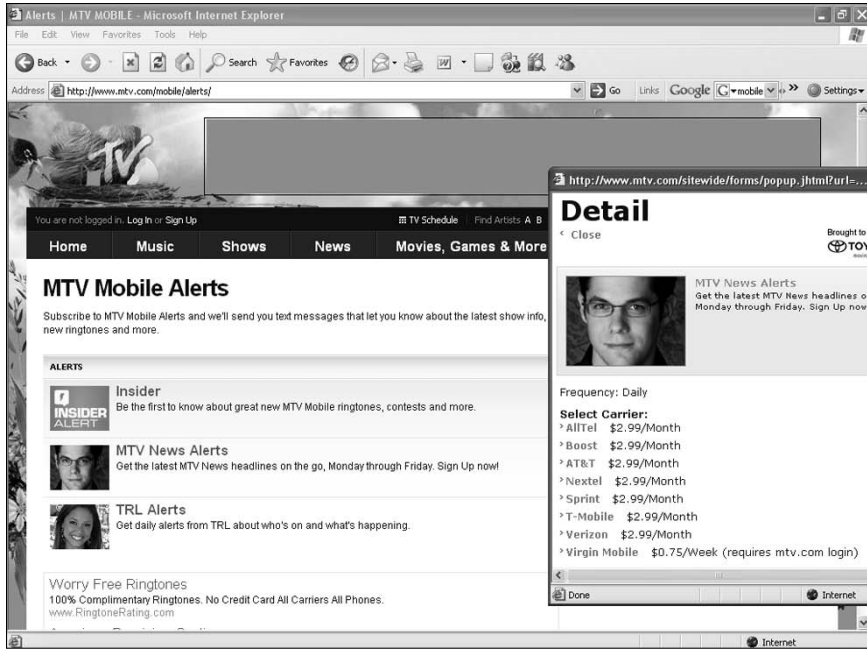 Alerts | MTV MOBILE - Microsoft Internet Explorer
File Edit View Favorites Tools Help
Back Search Favorites
Address http://www.mtv.com/mobile/alerts/ Go Links Google mobile Settings
TV
You are not logged in. Log In or Sign Up TV Schedule Find Artists A B
Home Music Shows News Movies, Games & More
MTV Mobile Alerts
Subscribe to MTV Mobile Alerts and we'll send you text messages that let you know about the latest show info,
new ringtones and more.
ALERTS
INSIDER
ALERT
Insider
Be the first to know about great new MTV Mobile ringtones, contests and more.
MTV News Alerts
Get the latest MTV News headlines on the go, Monday through Friday. Sign Up now!
TRL Alerts
Get daily alerts from TRL about who's on and what's happening.
Worry Free Ringtones
100% Complimentary Ringtones. No Credit Card All Carriers All Phones.
www.RingtoneRating.com
http://www.mtv.com/sitewide/forms/popup.jhtml?url=...
Detail
‹ Close
Brought to
TOY
MTV News Alerts
Get the latest MTV News headlines o
Monday through Friday. Sign Up now
Frequency: Daily
Select Carrier:
› AllTel $2.99/Month
› Boost $2.99/Month
› AT&T $2.99/Month
› Nextel $2.99/Month
› Sprint $2.99/Month
› T-Mobile $2.99/Month
› Verizon $2.99/Month
› Virgin Mobile $0.75/Week (requires mtv.com login)
Done Internet
Internet